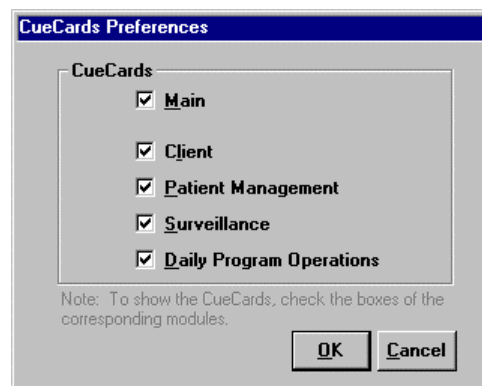 CueCards Preferences
CueCards
Main
Client
Patient Management
Surveillance
Daily Program Operations
Note: To show the CueCards, check the boxes of the
corresponding modules.
OK Cancel